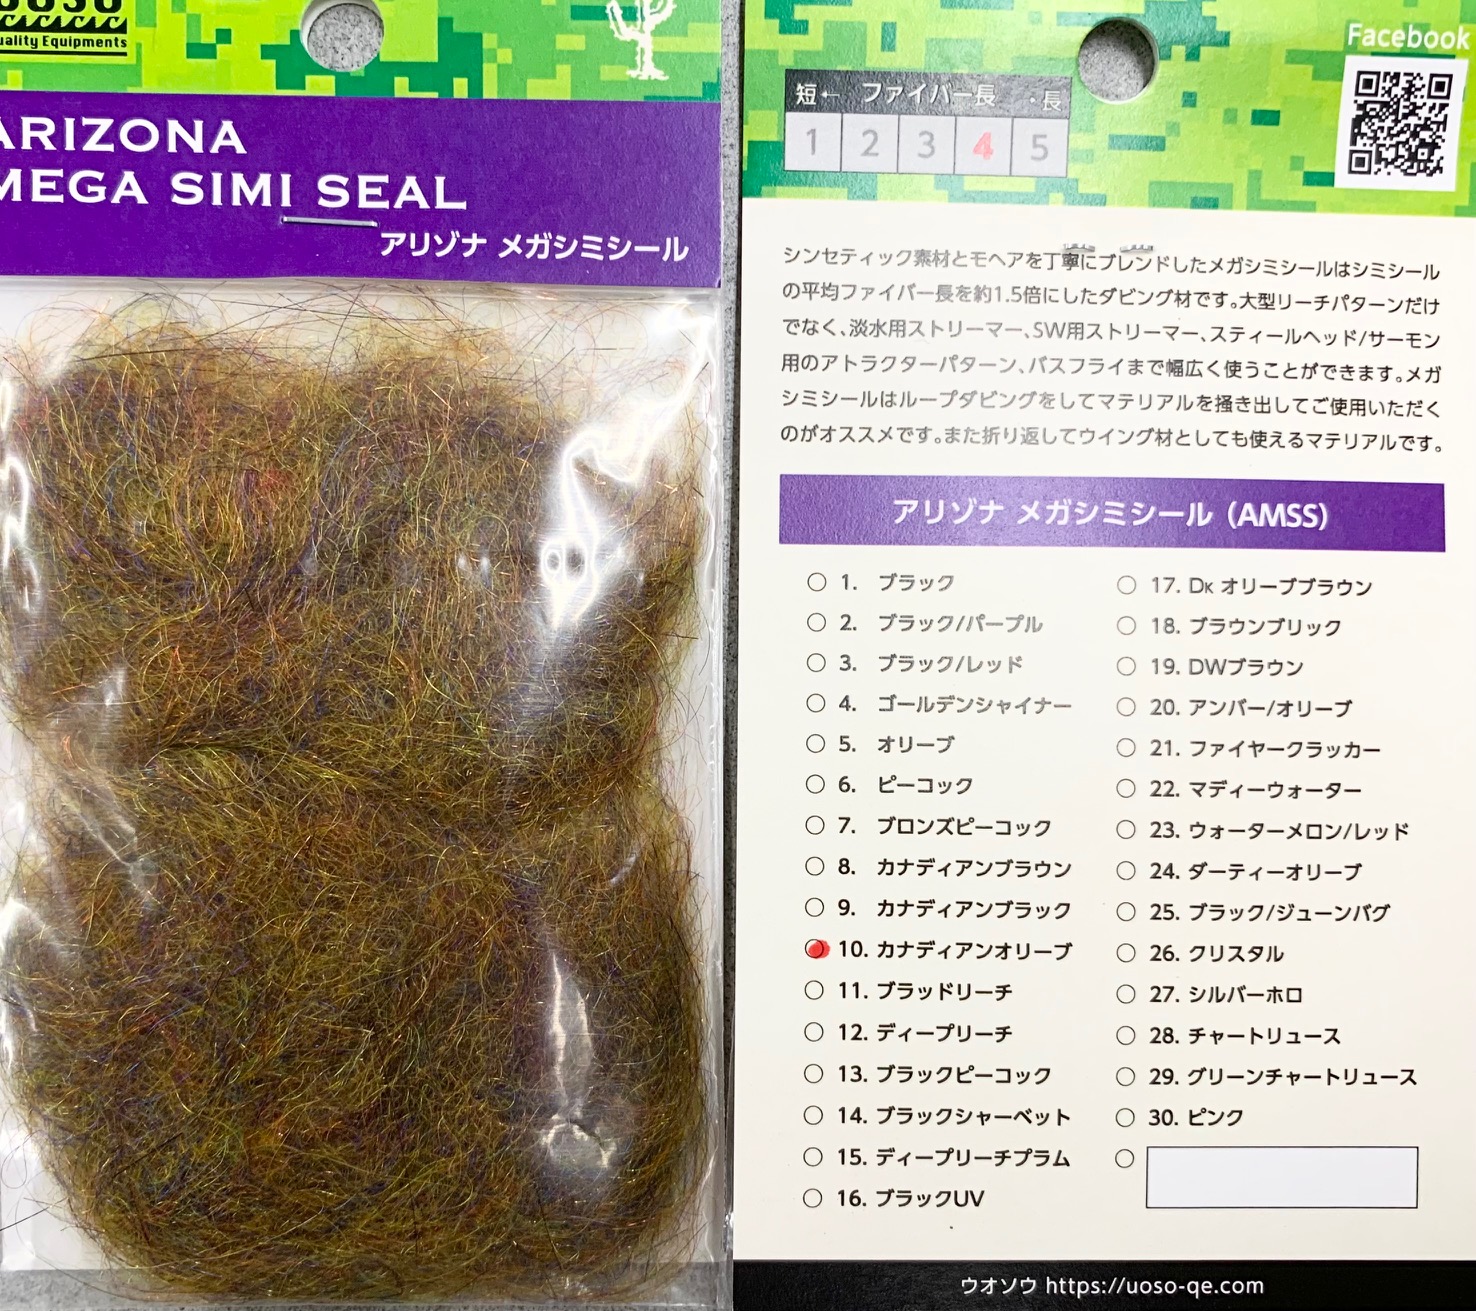 uality Equipments
ARIZONA
MEGA SIMI SEAL
アリゾナ メガシミシール
Facebook
短← ファイバー長 ・長
1 2 3 4 5
シンセティック素材とモヘアを丁寧にブレンドしたメガシミシールはシミシール
の平均ファイバー長を約1.5倍にしたダビング材です。大型リーチパターンだけ
でなく、淡水用ストリーマー、SW用ストリーマー、スティールヘッド/サーモン
用のアトラクターパターン、バスフライまで幅広く使うことができます。メガ
シミシールはループダビングをしてマテリアルを掻き出してご使用いただく
のがオススメです。また折り返してウイング材としても使えるマテリアルです。
アリゾナ メガシミシール (AMSS)
1. ブラック
2. ブラック/パープル
3. ブラック/レッド
4. ゴールデンシャイナー
5. オリーブ
6. ピーコック
7. ブロンズピーコック
8. カナディアンブラウン
9. カナディアンブラック
10. カナディアンオリーブ
11. ブラッドリーチ
12. ディープリーチ
13. ブラックピーコック
14. ブラックシャーベット
15. ディープリーチプラム
16. ブラックUV
17. Dk オリーブブラウン
18. ブラウンブリック
19. DWブラウン
20. アンバー/オリーブ
21. ファイヤークラッカー
22. マディーウォーター
23. ウォーターメロン/レッド
24. ダーティーオリーブ
25. ブラック/ジューンバグ
26. クリスタル
27. シルバーホロ
28. チャートリュース
29. グリーンチャートリュース
30. ピンク
ウオソウ https://uoso-qe.com